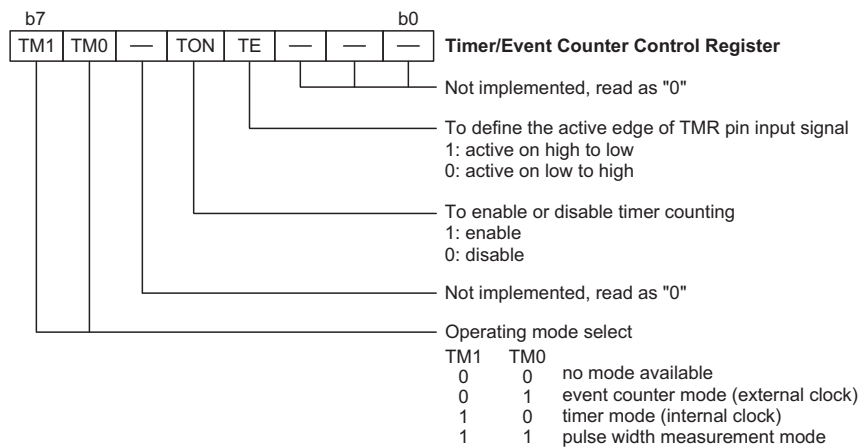 b7 b0
TM1 TM0 — TON TE — — — Timer/Event Counter Control Register
Not implemented, read as "0"
To define the active edge of TMR pin input signal
1: active on high to low
0: active on low to high
To enable or disable timer counting
1: enable
0: disable
Not implemented, read as "0"
Operating mode select
TM1 TM0
0 0 no mode available
0 1 event counter mode (external clock)
1 0 timer mode (internal clock)
1 1 pulse width measurement mode